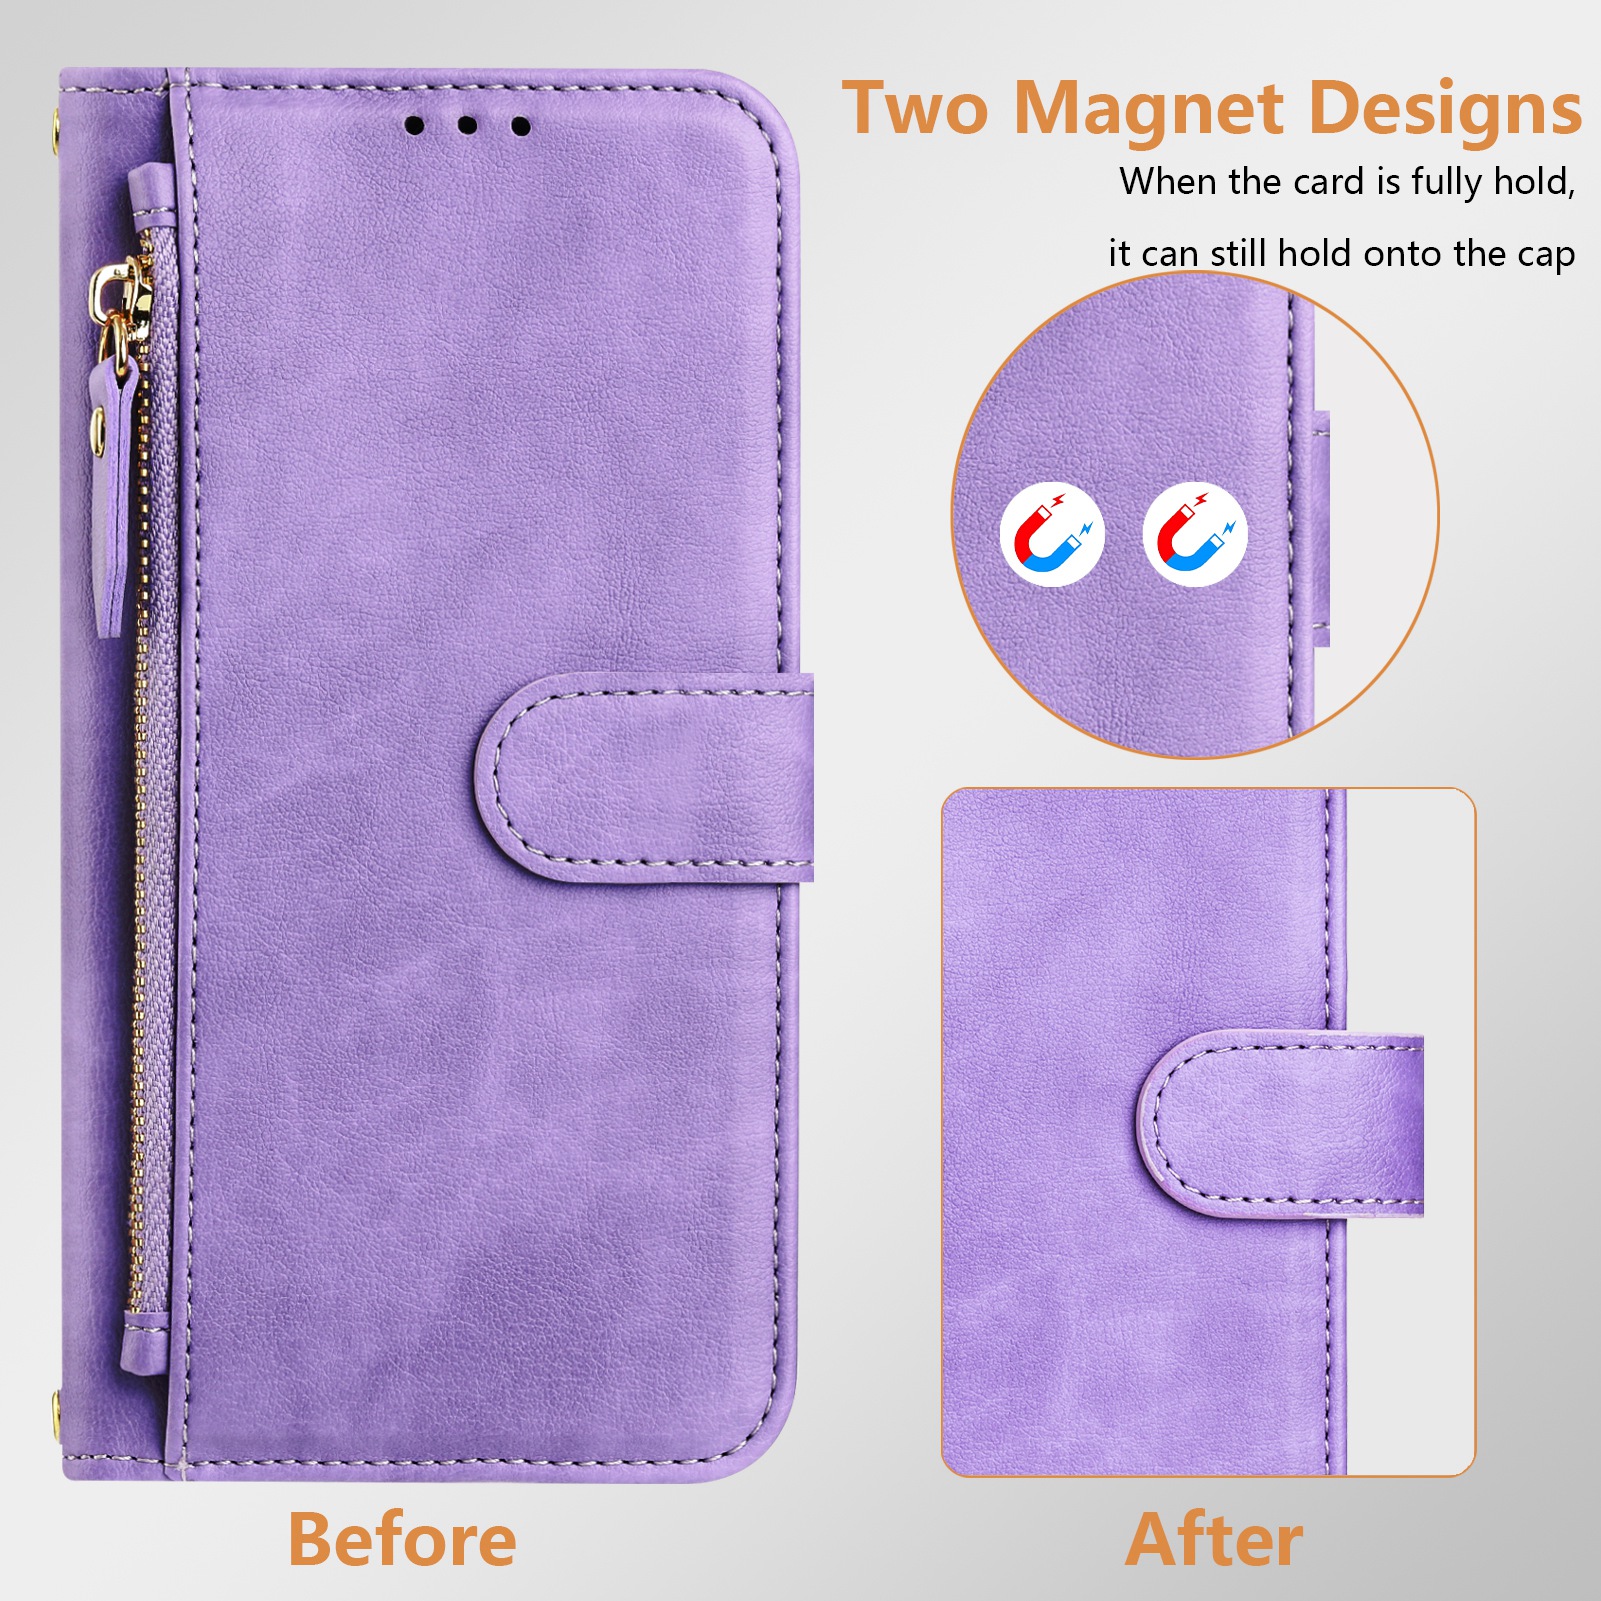 Two Magnet Designs
When the card is fully hold,
it can still hold onto the cap
Before
After